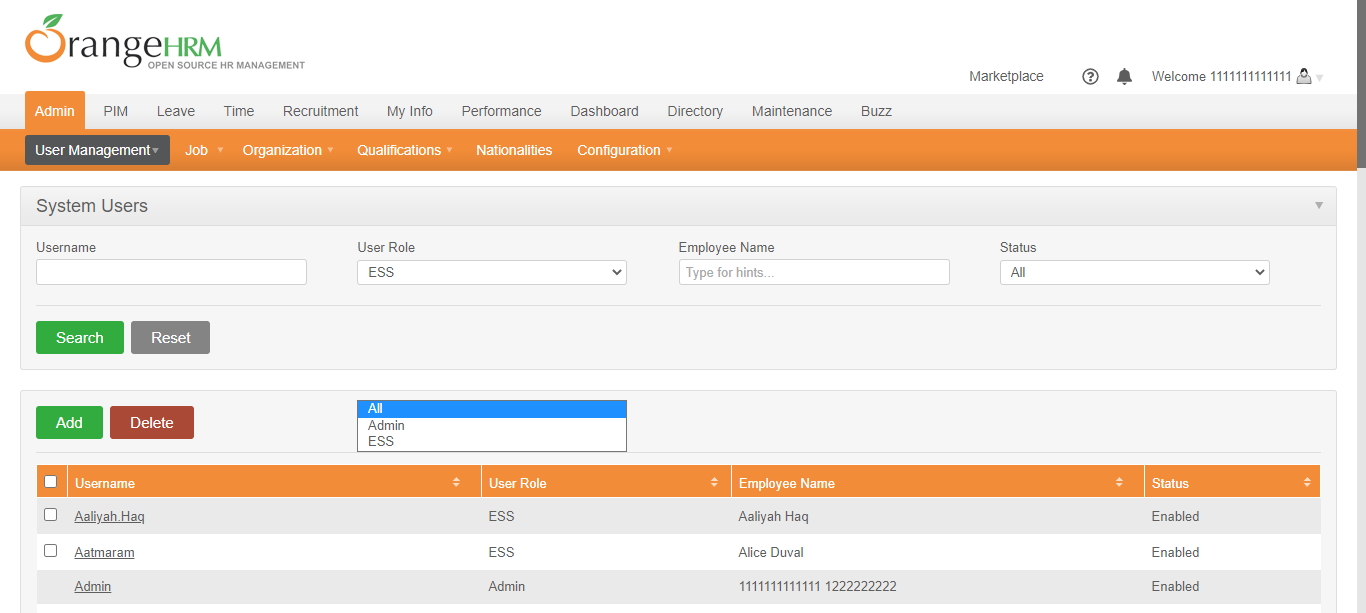 OrangeHRM
OPEN SOURCE HR MANAGEMENT
Marketplace ? Welcome 1111111111111
Admin PIM Leave Time Recruitment My Info Performance Dashboard Directory Maintenance Buzz
User Management Job Organization Qualifications Nationalities Configuration
System Users
Username User Role Employee Name Status
ESS Type for hints... All
Search Reset
Add Delete
All
Admin
ESS
Username User Role Employee Name Status
Aaliyah.Haq ESS Aaliyah Haq Enabled
Aatmaram ESS Alice Duval Enabled
Admin Admin 1111111111111 1222222222 Enabled